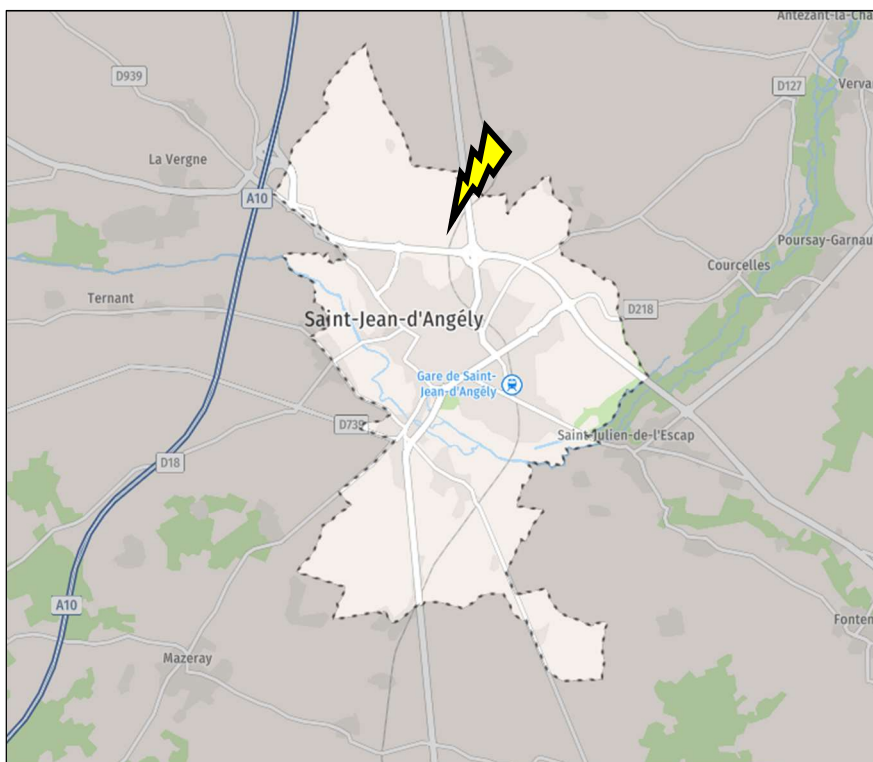 Antezant-la-Cha
D939
D127
Verva
La Vergne
A10
Poursay-Garnau
Courcelles
Ternant
D218
Saint-Jean-d'Angély
Gare de Saint-
Jean-d'Angély
D739
Saint-Julien-de-l'Escap
D18
A10
Fonten
Mazeray